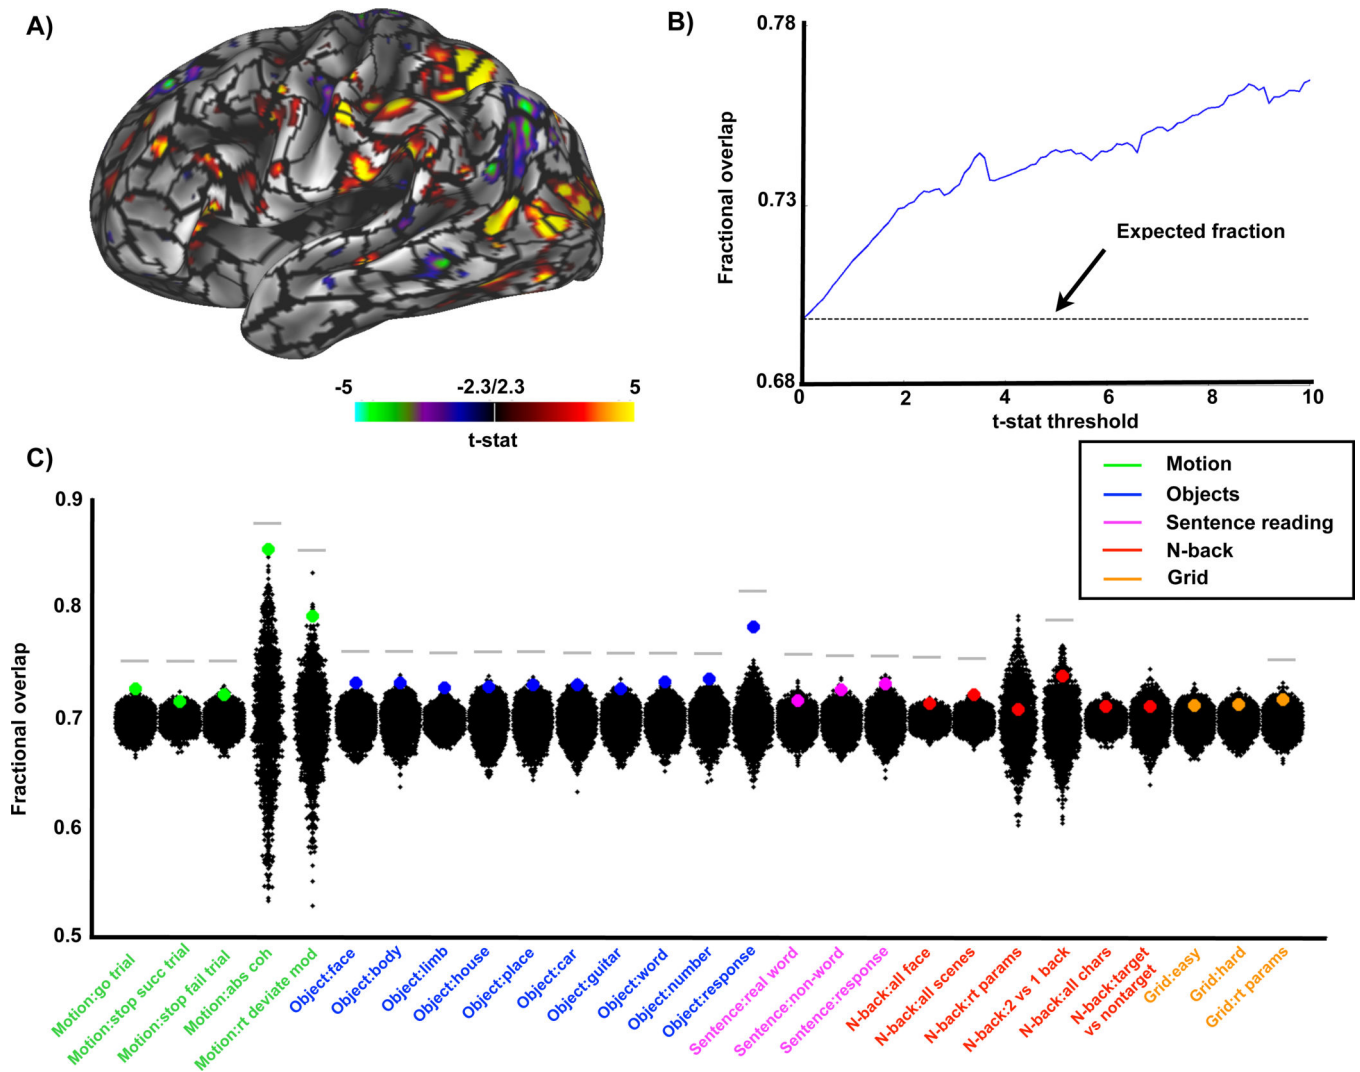 A)
-5
-2.3/2.3
5
t-stat
B)
0.78
0.73
0.68
Fractional overlap
Expected fraction
0
2
4
6
8
10
t-stat threshold
C)
Motion
Objects
Sentence reading
N-back
Grid
0.9
0.8
0.7
0.6
0.5
Fractional overlap
Motion:go trial
Motion:stop succ trial
Motion:stop fail trial
Motion:abs coh
Motion:rt deviate mod
Object:face
Object:body
Object:limb
Object:house
Object:place
Object:car
Object:guitar
Object:word
Object:number
Object:response
Sentence:real word
Sentence:non-word
Sentence:response
N-back:all face
N-back:all scenes
N-back:rt params
N-back:2 vs 1 back
N-back:all chars
N-back:target
vs nontarget
Grid:easy
Grid:hard
Grid:rt params